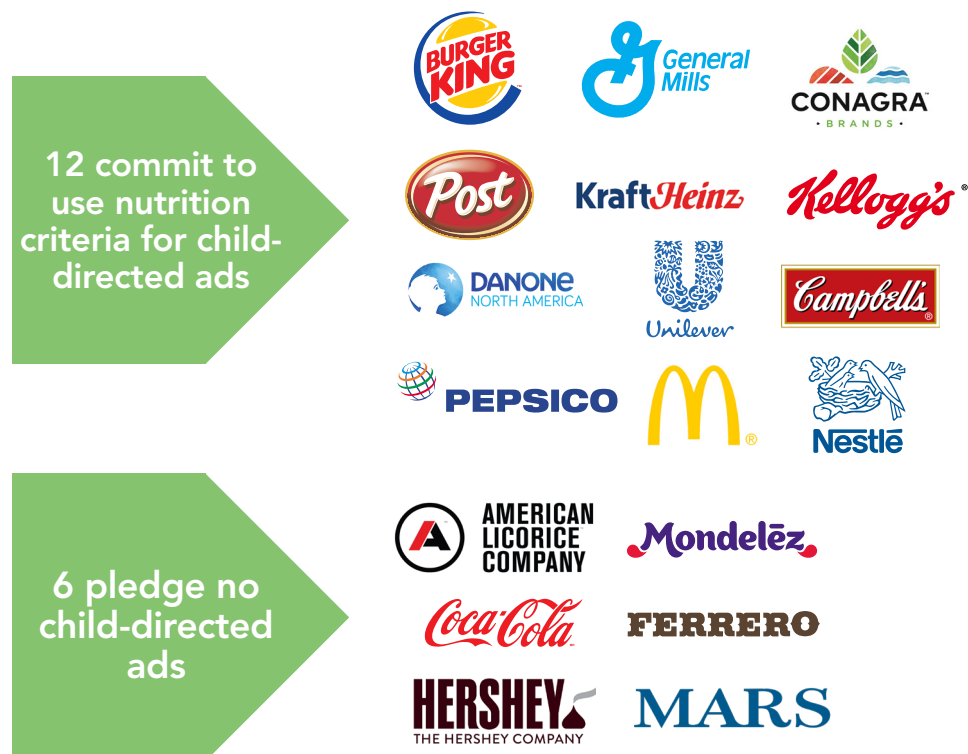 12 commit to
use nutrition
criteria for child-
directed ads
BURGER
KING™
General
Mills
CONAGRA™
• BRANDS •
Post
KraftHeinz
Kellogg's®
DANONE
NORTH AMERICA
Unilever
Campbell's®
PEPSICO
M®
Nestlé
6 pledge no
child-directed
ads
A
AMERICAN
LICORICE
COMPANY
Mondelēz
Coca-Cola
FERRERO
HERSHEY
THE HERSHEY COMPANY
MARS